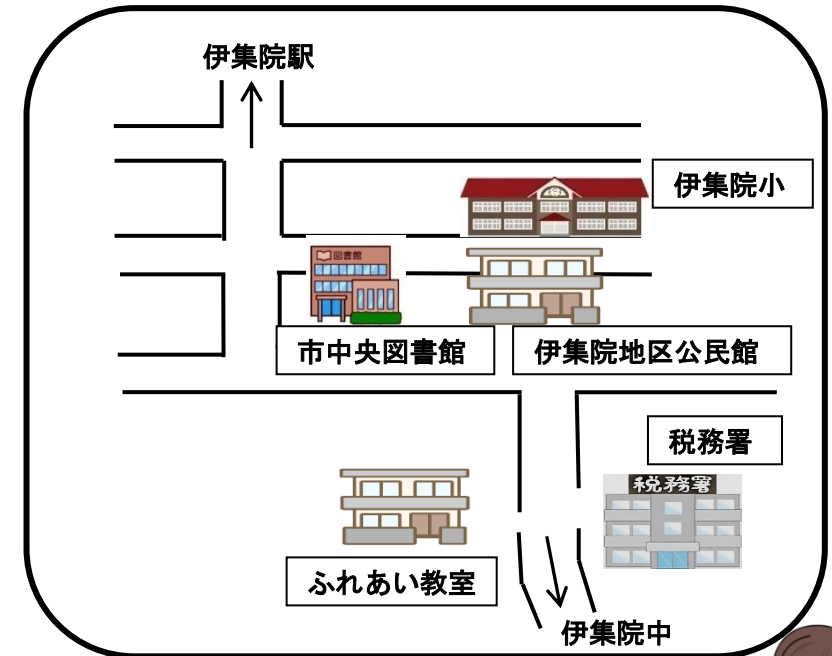 伊集院駅
伊集院小
図書館
市中央図書館
伊集院地区公民館
税務署
税務署
ふれあい教室
伊集院中